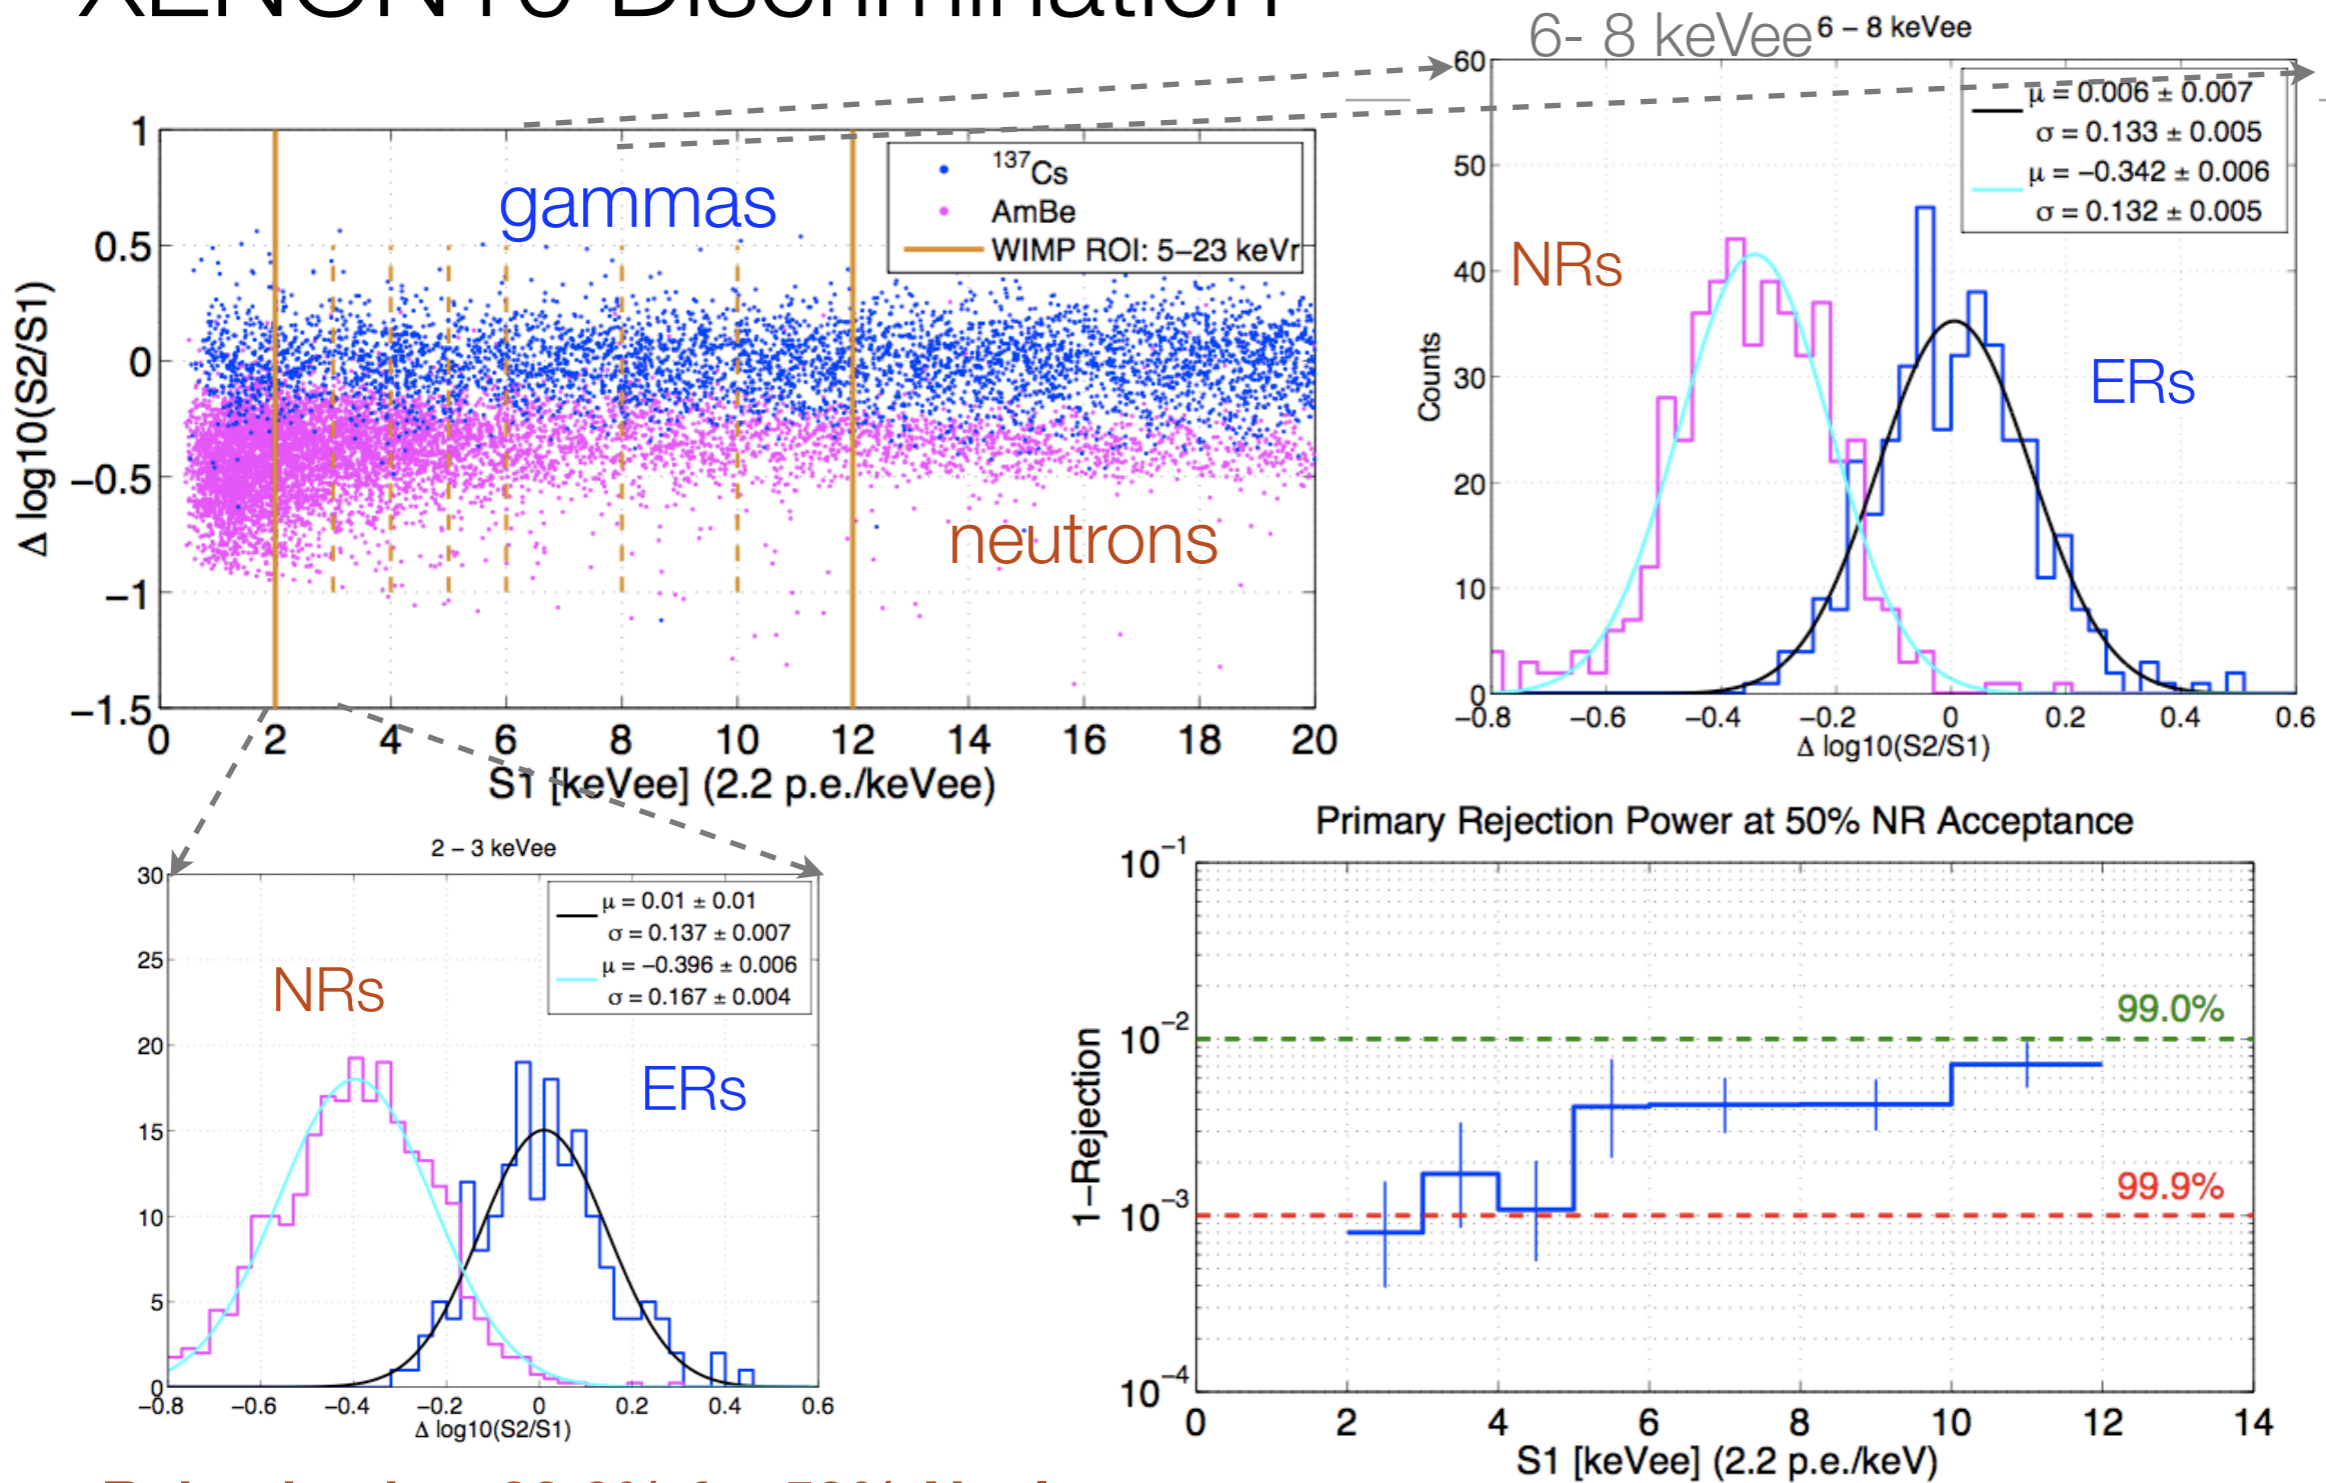 XENON10 Discrimination
6- 8 keVee
6 – 8 keVee
1
0.5
0
−0.5
−1
−1.5
Δ log10(S2/S1)
gammas
neutrons
137Cs
AmBe
WIMP ROI: 5–23 keVr
0 2 4 6 8 10 12 14 16 18 20
S1 [keVee] (2.2 p.e./keVee)
60
50
40
30
20
10
0
Counts
NRs
ERs
μ = 0.006 ± 0.007
σ = 0.133 ± 0.005
μ = −0.342 ± 0.006
σ = 0.132 ± 0.005
−0.8 −0.6 −0.4 −0.2 0 0.2 0.4 0.6
Δ log10(S2/S1)
2 – 3 keVee
30
25
20
15
10
5
0
NRs
ERs
μ = 0.01 ± 0.01
σ = 0.137 ± 0.007
μ = −0.396 ± 0.006
σ = 0.167 ± 0.004
−0.8 −0.6 −0.4 −0.2 0 0.2 0.4 0.6
Δ log10(S2/S1)
Primary Rejection Power at 50% NR Acceptance
10−1
10−2
10−3
10−4
1−Rejection
99.0%
99.9%
0 2 4 6 8 10 12 14
S1 [keVee] (2.2 p.e./keV)